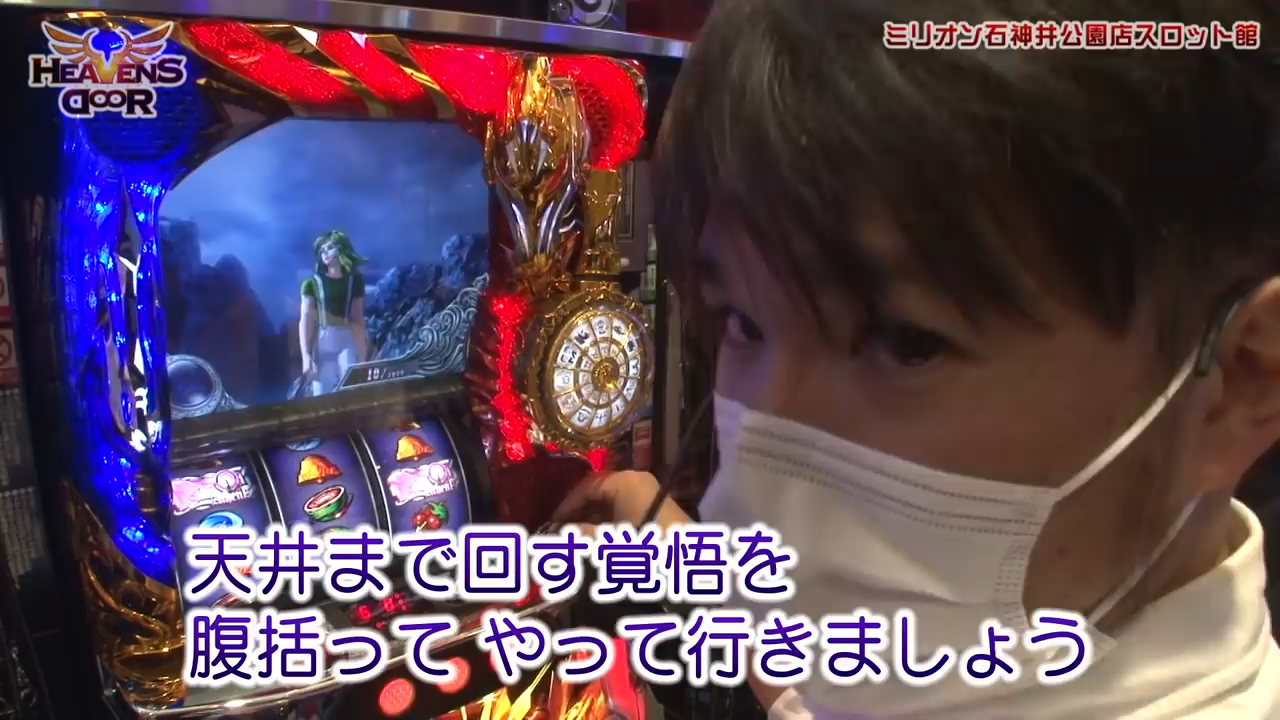 HEAVENS
DOOR
ミリオン石神井公園店スロット館
天井まで回す覚悟を
腹括って やって行きましょう